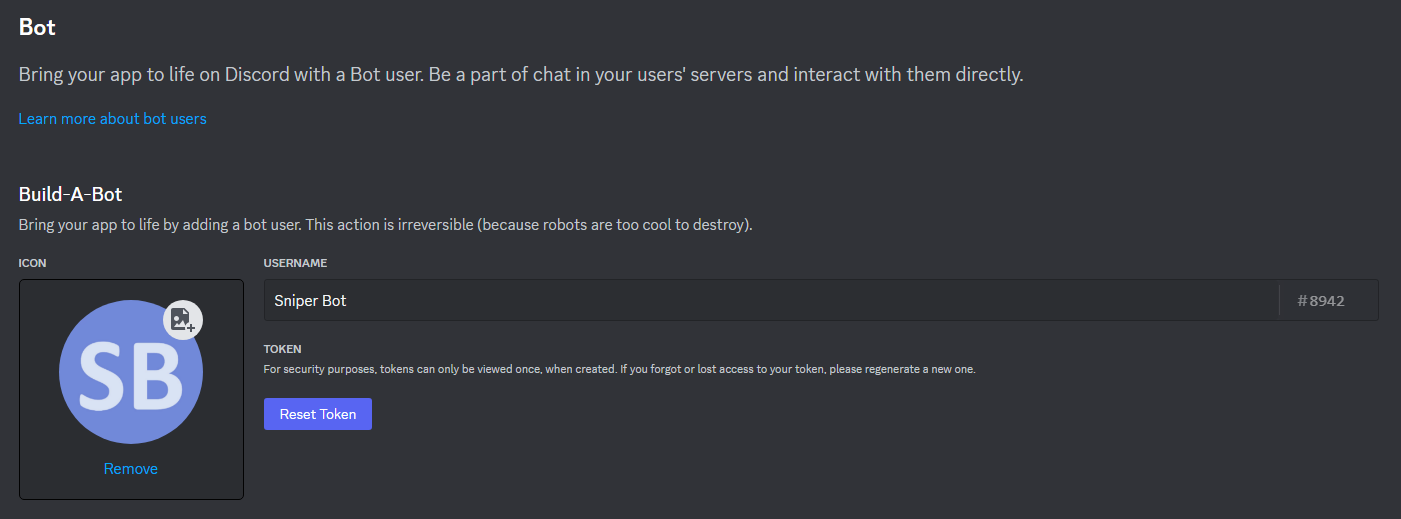 Bot
Bring your app to life on Discord with a Bot user. Be a part of chat in your users' servers and interact with them directly.
Learn more about bot users
Build-A-Bot
Bring your app to life by adding a bot user. This action is irreversible (because robots are too cool to destroy).
ICON
USERNAME
SB
Remove
Sniper Bot
#8942
TOKEN
For security purposes, tokens can only be viewed once, when created. If you forgot or lost access to your token, please regenerate a new one.
Reset Token